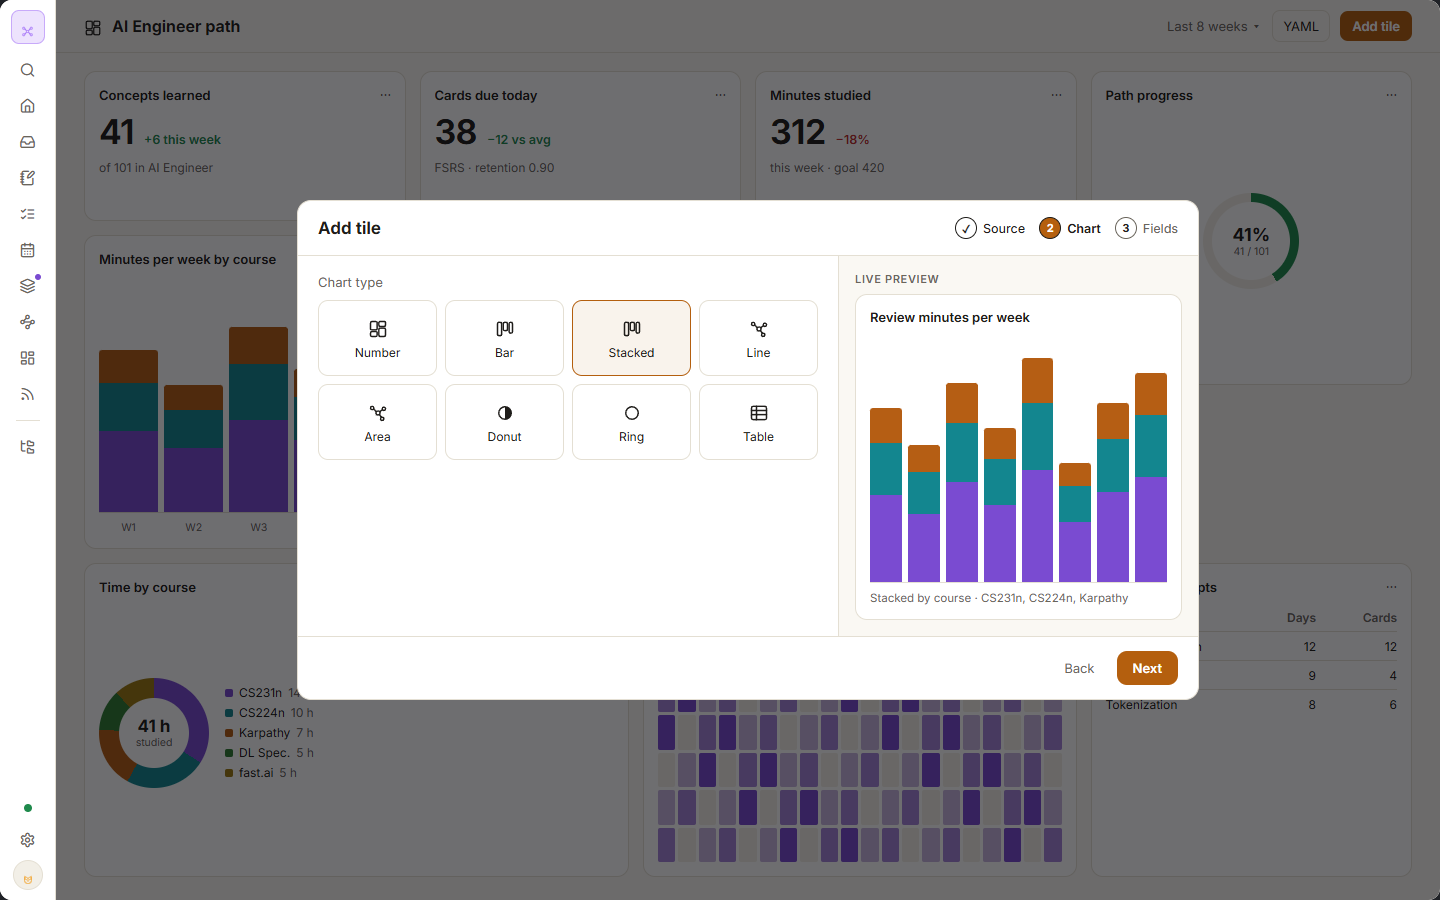 AI Engineer path
Last 8 weeks
YAML
Add tile
Concepts learned
41 +6 this week
of 101 in AI Engineer
Cards due today
38 −12 vs avg
FSRS · retention 0.90
Minutes studied
312 −18%
this week · goal 420
Path progress
41%
41 / 101
Minutes per week by course
W1
W2
W3
Add tile
✓ Source
2 Chart
3 Fields
Chart type
Number
Bar
Stacked
Line
Area
Donut
Ring
Table
LIVE PREVIEW
Review minutes per week
Stacked by course · CS231n, CS224n, Karpathy
Back
Next
Time by course
41 h
studied
CS231n
CS224n 10 h
Karpathy 7 h
DL Spec. 5 h
fast.ai 5 h
Days Cards
12 12
9 4
Tokenization 8 6